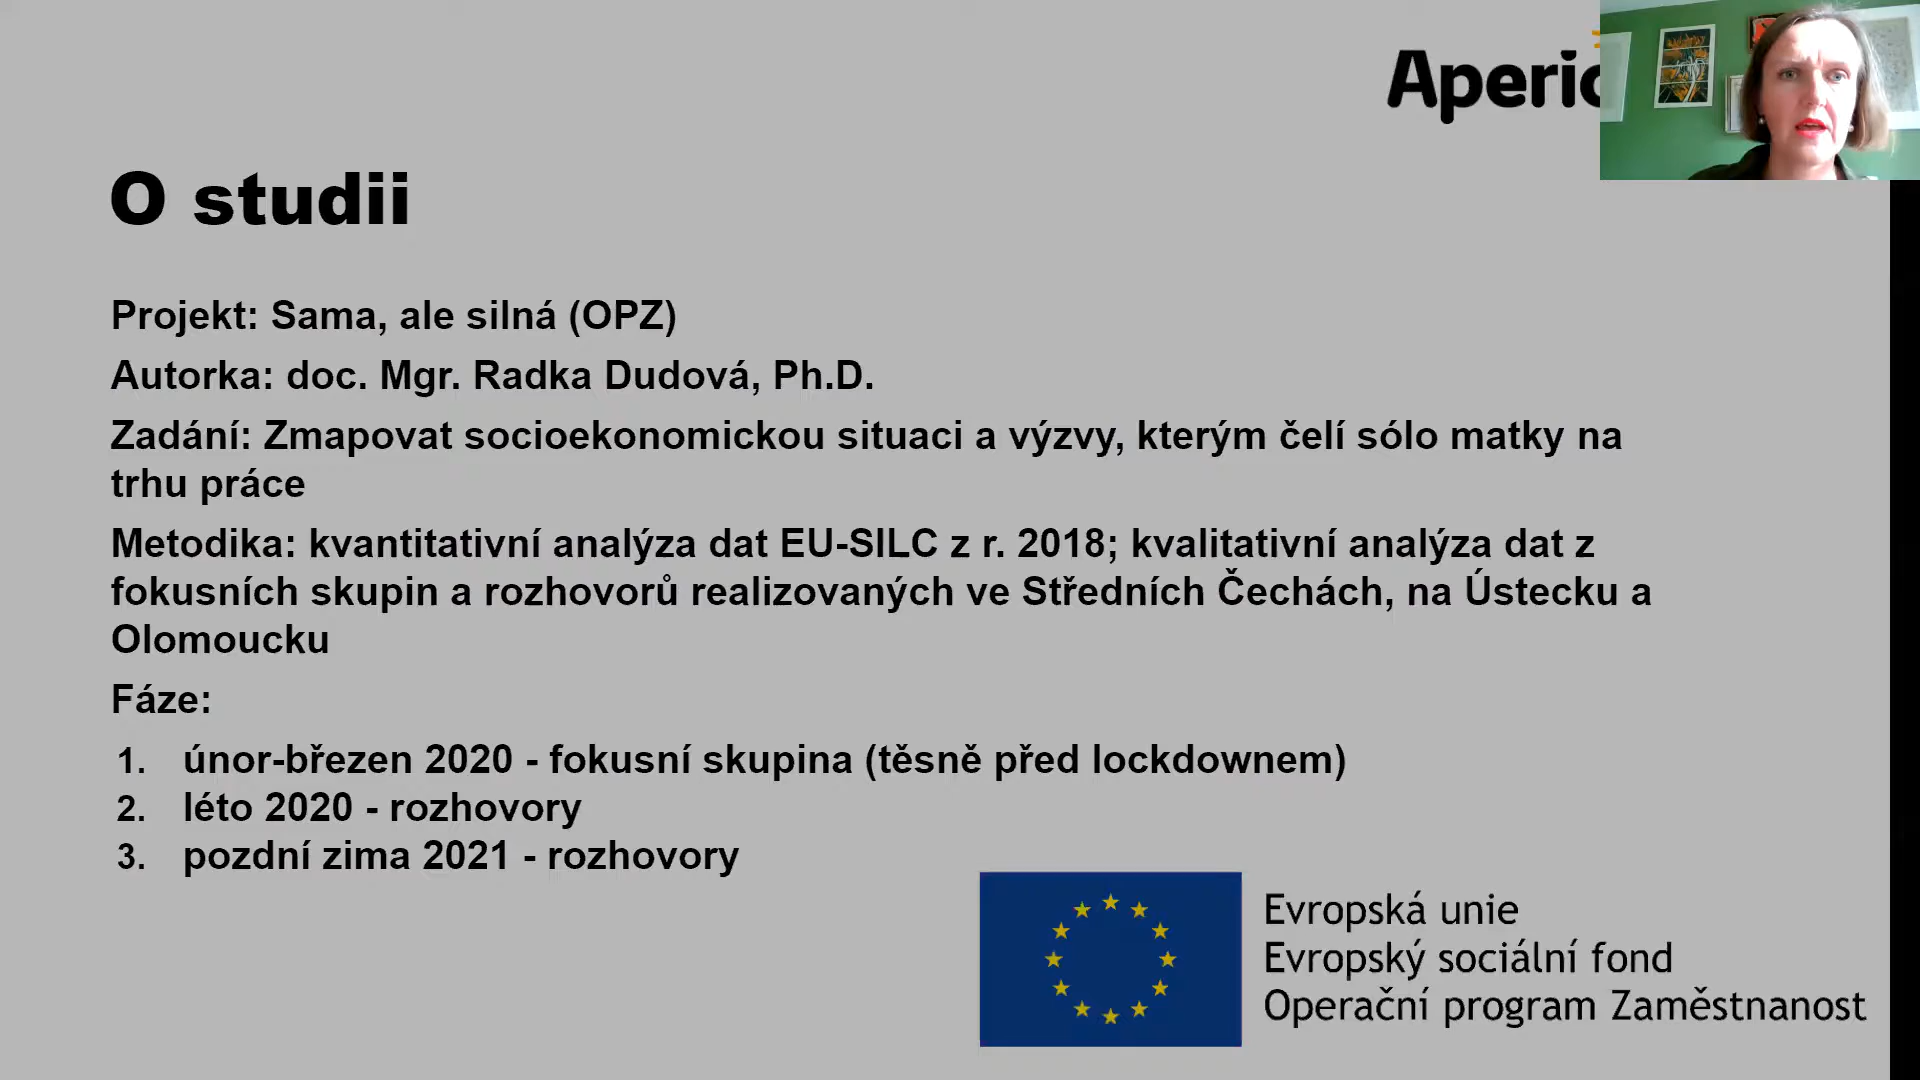 Aperio
O studii
Projekt: Sama, ale silná (OPZ)
Autorka: doc. Mgr. Radka Dudová, Ph.D.
Zadání: Zmapovat socioekonomickou situaci a výzvy, kterým čelí sólo matky na
trhu práce
Metodika: kvantitativní analýza dat EU-SILC z r. 2018; kvalitativní analýza dat z
fokusních skupin a rozhovorů realizovaných ve Středních Čechách, na Ústecku a
Olomoucku
Fáze:
1. únor-březen 2020 - fokusní skupina (těsně před lockdownem)
2. léto 2020 - rozhovory
3. pozdní zima 2021 - rozhovory
Evropská unie
Evropský sociální fond
Operační program Zaměstnanost